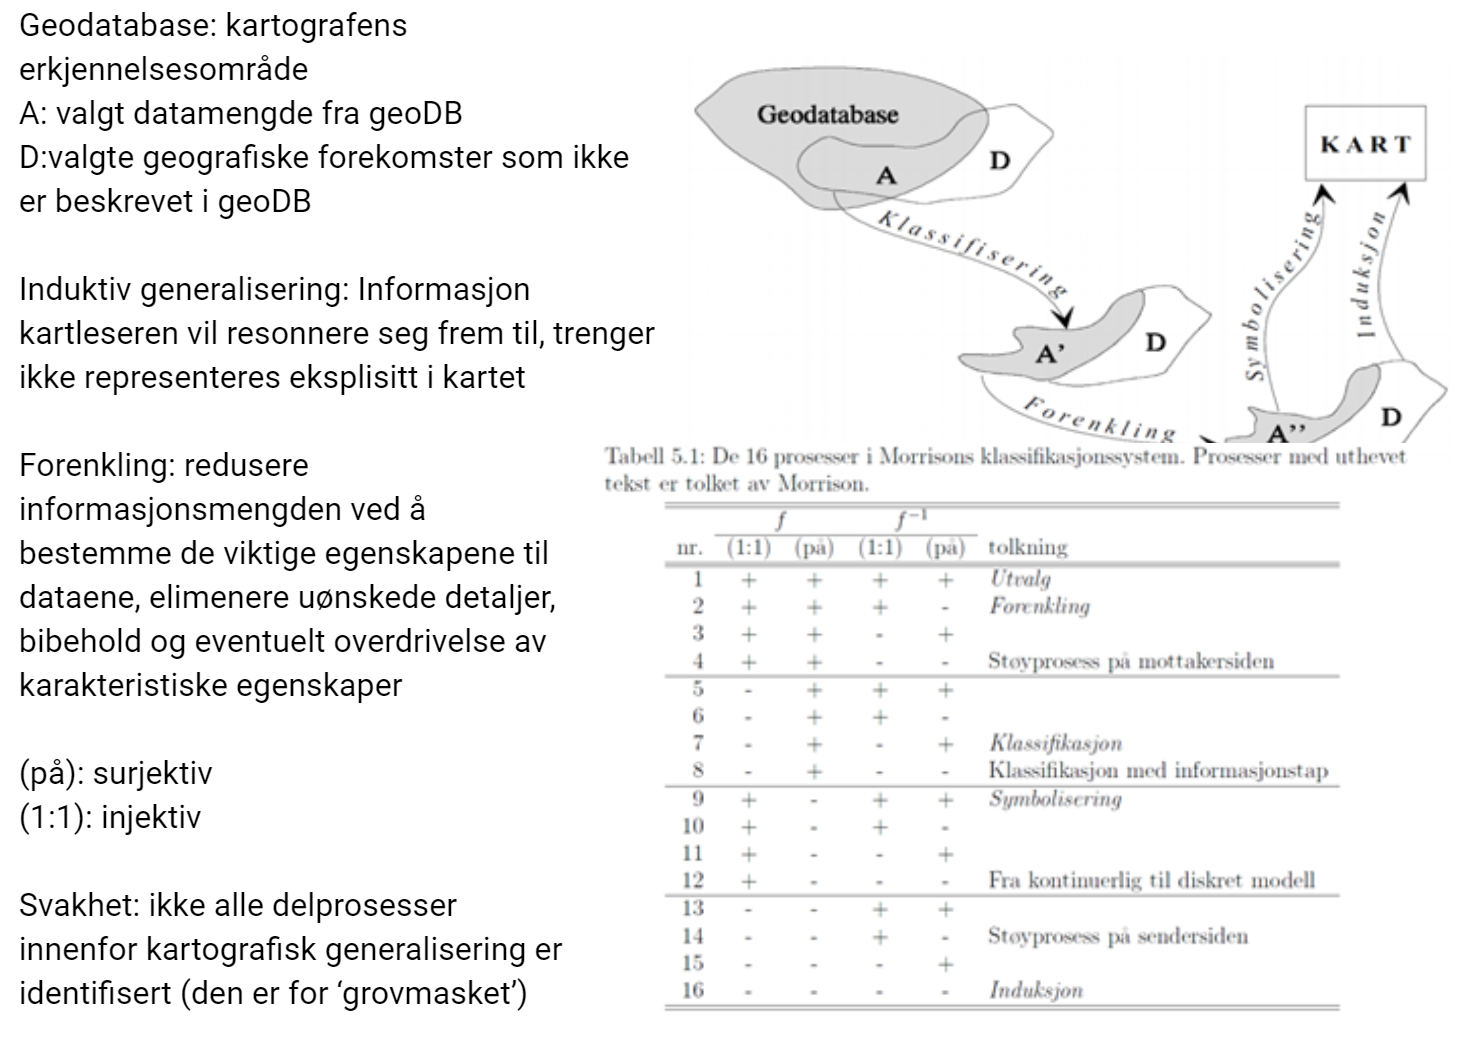 Geodatabase: kartografens
erkjennelsesområde
A: valgt datamengde fra geoDB
D:valgte geografiske forekomster som ikke
er beskrevet i geoDB
Induktiv generalisering: Informasjon
kartleseren vil resonnere seg frem til, trenger
ikke representeres eksplisitt i kartet
Forenkling: redusere
informasjonsmengden ved å
bestemme de viktige egenskapene til
dataene, elimenere uønskede detaljer,
bibehold og eventuelt overdrivelse av
karakteristiske egenskaper
(på): surjektiv
(1:1): injektiv
Svakhet: ikke alle delprosesser
innenfor kartografisk generalisering er
identifisert (den er for ‘grovmasket’)
Geodatabase
A
D
Klassifisering
A’
D
Forenkling
A”
D
Symbolisering
Induksjon
KART
Tabell 5.1: De 16 prosesser i Morrisons klassifikasjonssystem. Prosesser med uthevet
tekst er tolket av Morrison.
f f⁻¹
nr. (1:1) (på) (1:1) (på) tolkning
1 + + + + Utvalg
2 + + + - Forenkling
3 + + - +
4 + + - - Støyprosess på mottakersiden
5 - + + +
6 - + + -
7 - + - + Klassifikasjon
8 - + - - Klassifikasjon med informasjonstap
9 + - + + Symbolisering
10 + - + -
11 + - - +
12 + - - - Fra kontinuerlig til diskret modell
13 - - + +
14 - - + - Støyprosess på sendersiden
15 - - - +
16 - - - - Induksjon